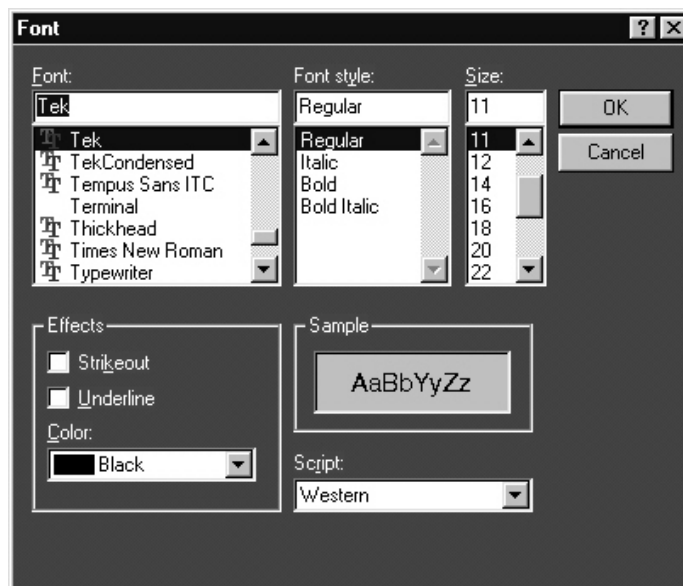 Font
Font:
Tek
Tek
TekCondensed
Tempus Sans ITC
Terminal
Thickhead
Times New Roman
Typewriter
Font style:
Regular
Regular
Italic
Bold
Bold Italic
Size:
11
11
12
14
16
18
20
22
OK
Cancel
Effects
Strikeout
Underline
Color:
Black
Sample
AaBbYyZz
Script:
Western